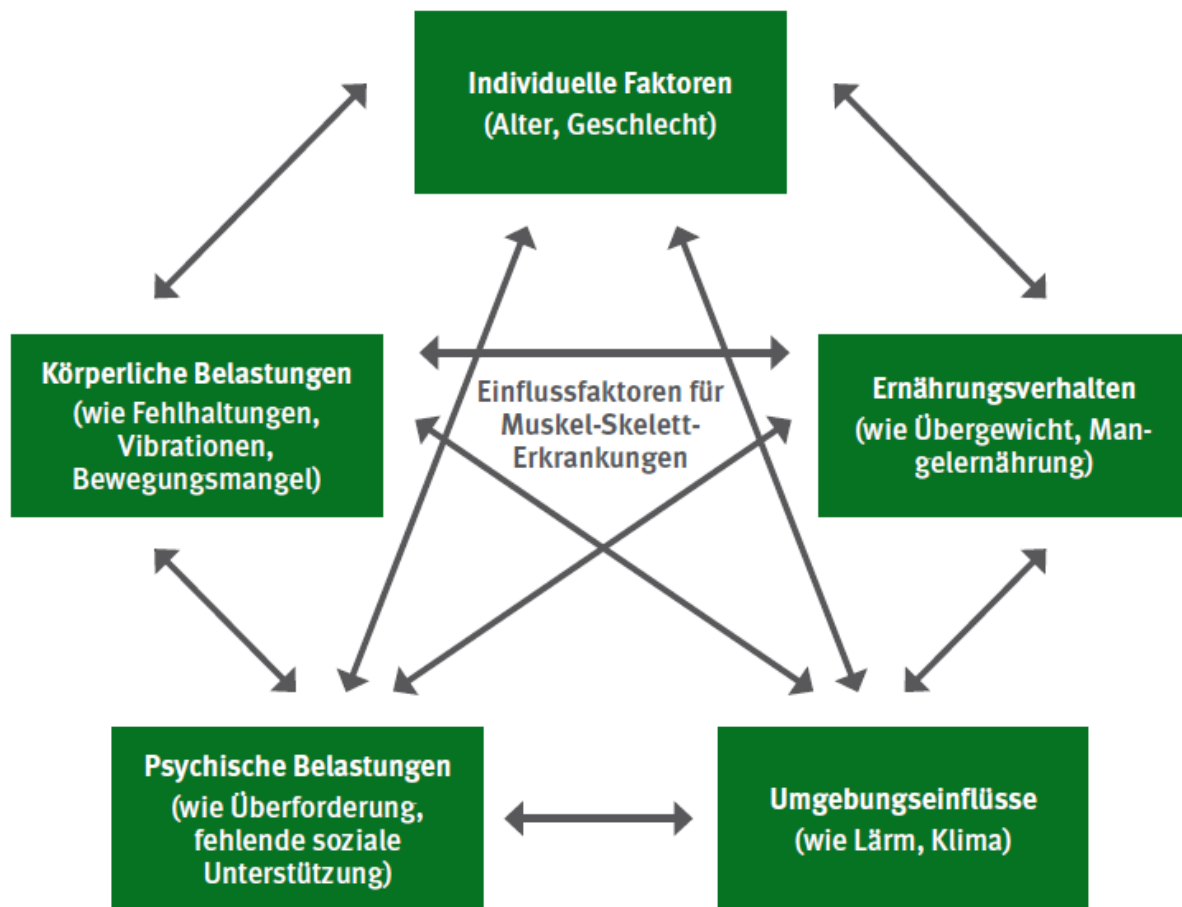 Individuelle Faktoren
(Alter, Geschlecht)
Körperliche Belastungen
(wie Fehlhaltungen,
Vibrationen,
Bewegungsmangel)
Einflussfaktoren für
Muskel-Skelett-
Erkrankungen
Ernährungsverhalten
(wie Übergewicht, Man-
gelernährung)
Psychische Belastungen
(wie Überforderung,
fehlende soziale
Unterstützung)
Umgebungseinflüsse
(wie Lärm, Klima)